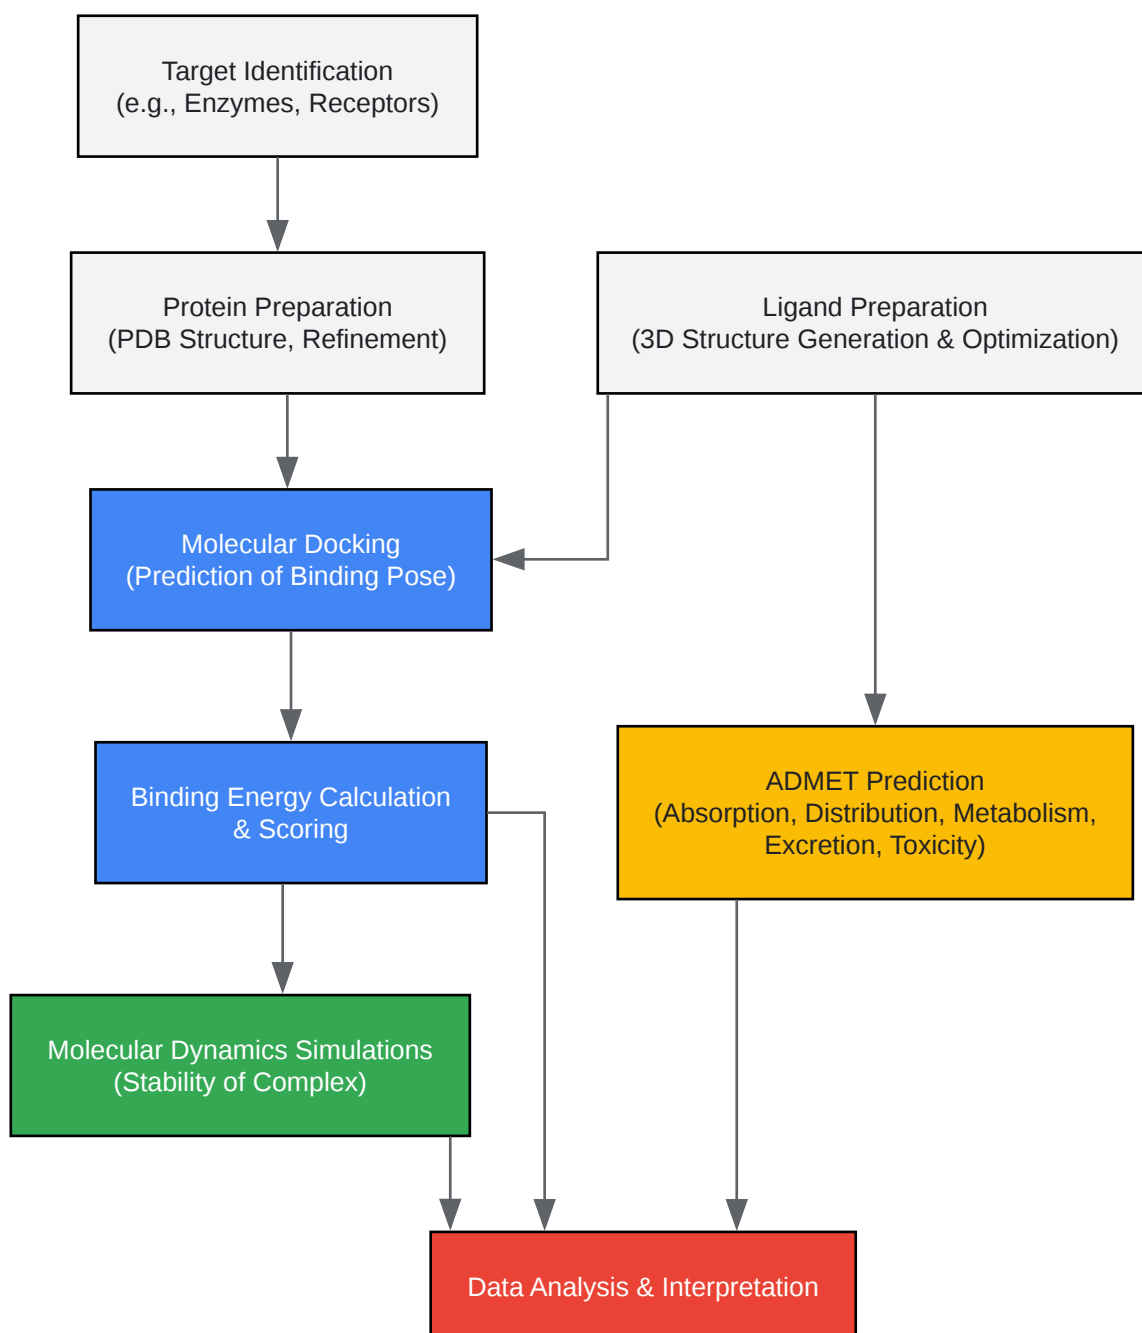 Target Identification
(e.g., Enzymes, Receptors)
Protein Preparation
(PDB Structure, Refinement)
Ligand Preparation
(3D Structure Generation & Optimization)
Molecular Docking
(Prediction of Binding Pose)
Binding Energy Calculation
& Scoring
ADMET Prediction
(Absorption, Distribution, Metabolism,
Excretion, Toxicity)
Molecular Dynamics Simulations
(Stability of Complex)
Data Analysis & Interpretation